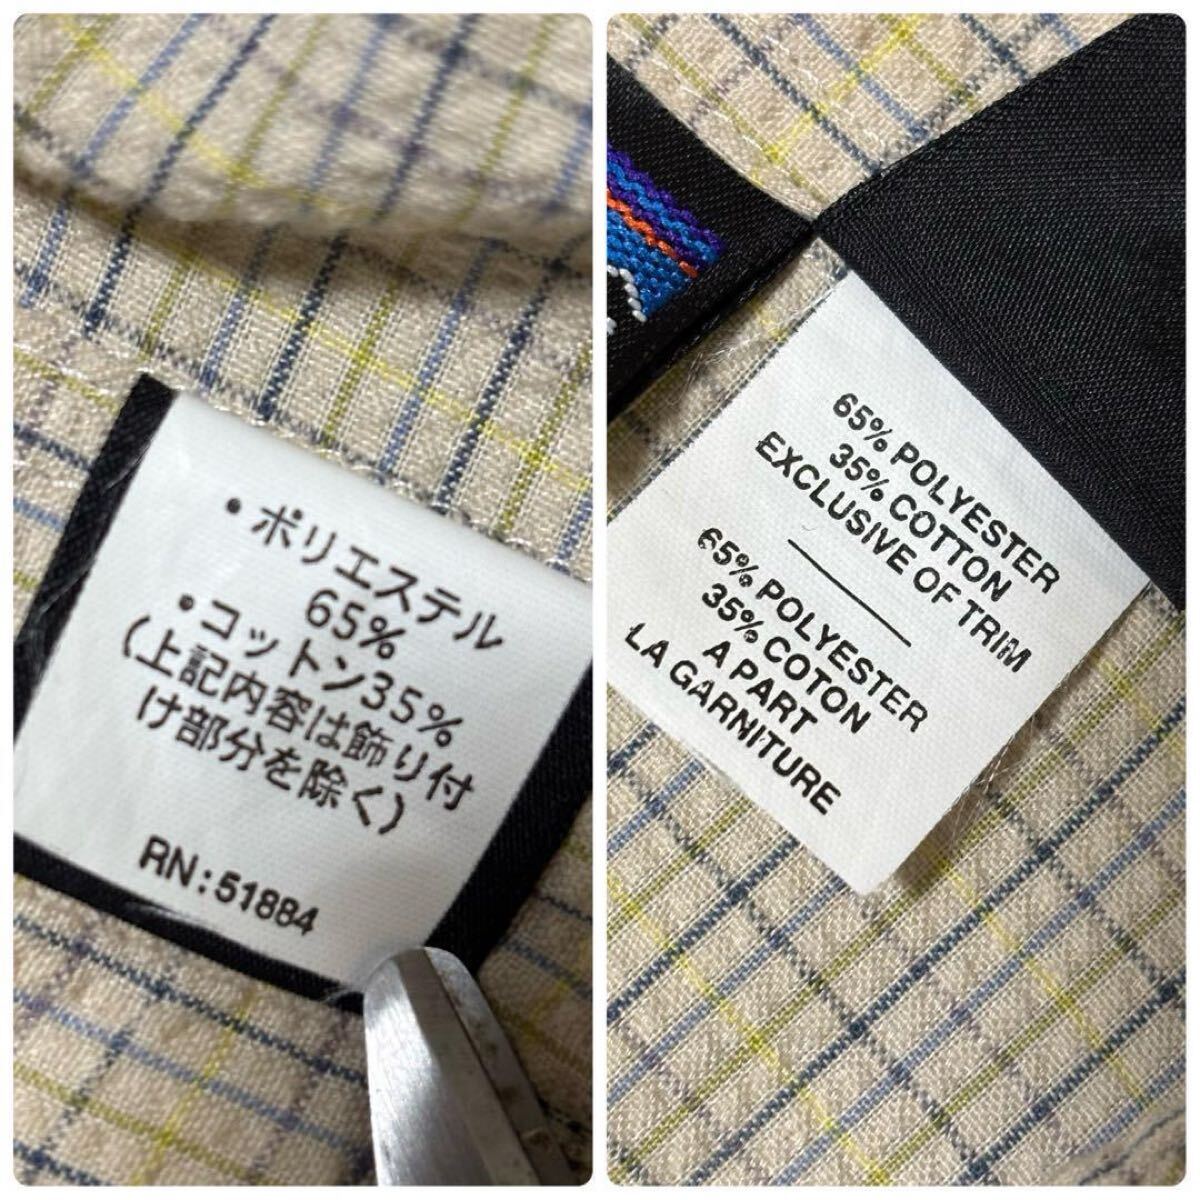 ・ポリエステル
65%
・コットン35%
(上記内容は飾り付
け部分を除く)
RN:51884
65% POLYESTER
35% COTTON
EXCLUSIVE OF TRIM
65% POLYESTER
35% COTON
A PART
LA GARNITURE